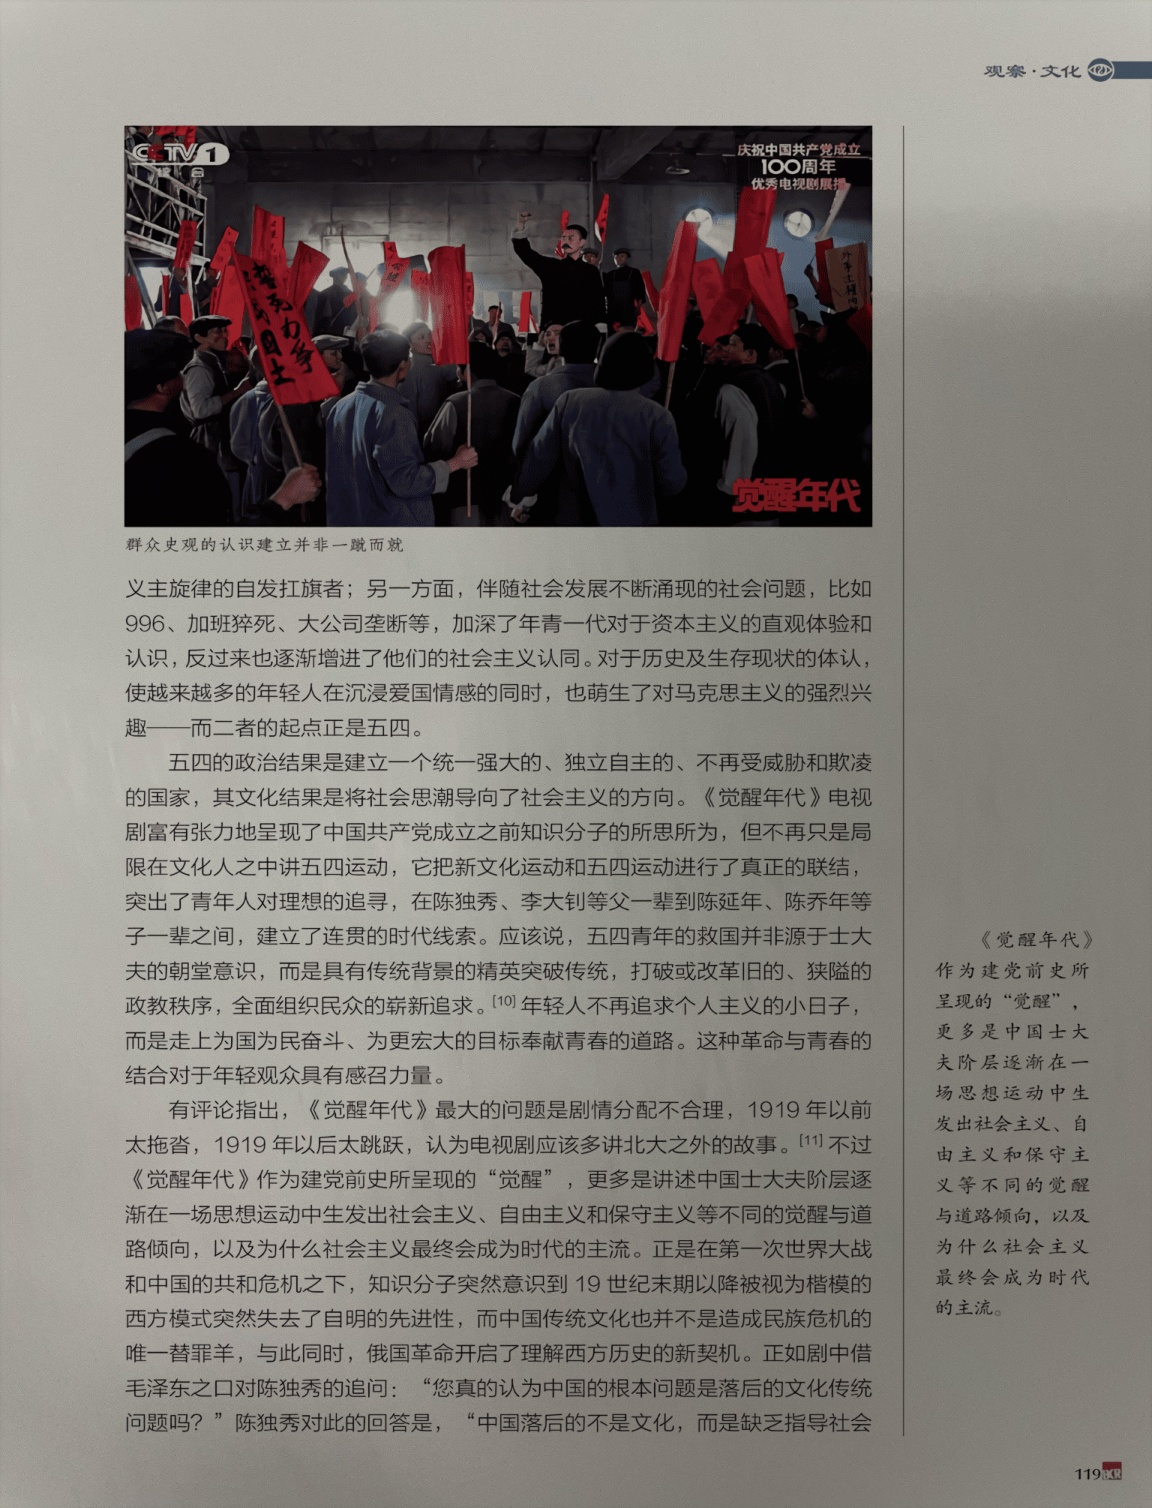 观察·文化
CCTV 1
综合
庆祝中国共产党成立
100周年
优秀电视剧展播
誓死力争
觉醒年代
群众史观的认识建立并非一蹴而就
义主旋律的自发扛旗者；另一方面，伴随社会发展不断涌现的社会问题，比如
996、加班猝死、大公司垄断等，加深了年青一代对于资本主义的直观体验和
认识，反过来也逐渐增进了他们的社会主义认同。对于历史及生存现状的体认，
使越来越多的年轻人在沉浸爱国情感的同时，也萌生了对马克思主义的强烈兴
趣——而二者的起点正是五四。
五四的政治结果是建立一个统一强大的、独立自主的、不再受威胁和欺凌
的国家，其文化结果是将社会思潮导向了社会主义的方向。《觉醒年代》电视
剧富有张力地呈现了中国共产党成立之前知识分子的所思所为，但不再只是局
限在文化人之中讲五四运动，它把新文化运动和五四运动进行了真正的联结，
突出了青年人对理想的追寻，在陈独秀、李大钊等父一辈到陈延年、陈乔年等
子一辈之间，建立了连贯的时代线索。应该说，五四青年的救国并非源于士大
夫的朝堂意识，而是具有传统背景的精英突破传统，打破或改革旧的、狭隘的
政教秩序，全面组织民众的崭新追求。[10] 年轻人不再追求个人主义的小日子，
而是走上为国为民奋斗、为更宏大的目标奉献青春的道路。这种革命与青春的
结合对于年轻观众具有感召力量。
有评论指出，《觉醒年代》最大的问题是剧情分配不合理，1919 年以前
太拖沓，1919 年以后太跳跃，认为电视剧应该多讲北大之外的故事。[11] 不过
《觉醒年代》作为建党前史所呈现的“觉醒”，更多是讲述中国士大夫阶层逐
渐在一场思想运动中生发出社会主义、自由主义和保守主义等不同的觉醒与道
路倾向，以及为什么社会主义最终会成为时代的主流。正是在第一次世界大战
和中国的共和危机之下，知识分子突然意识到 19 世纪末期以降被视为楷模的
西方模式突然失去了自明的先进性，而中国传统文化也并不是造成民族危机的
唯一替罪羊，与此同时，俄国革命开启了理解西方历史的新契机。正如剧中借
毛泽东之口对陈独秀的追问：“您真的认为中国的根本问题是落后的文化传统
问题吗？”陈独秀对此的回答是，“中国落后的不是文化，而是缺乏指导社会
《觉醒年代》
作为建党前史所
呈现的“觉醒”，
更多是中国士大
夫阶层逐渐在一
场思想运动中生
发出社会主义、自
由主义和保守主
义等不同的觉醒
与道路倾向，以及
为什么社会主义
最终会成为时代
的主流。
119